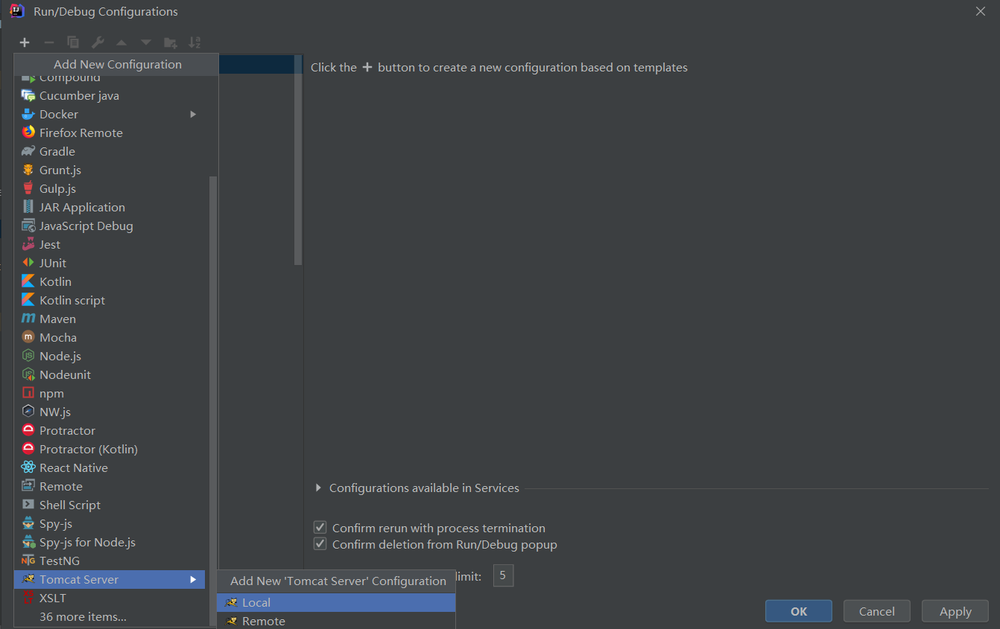 Run/Debug Configurations
Add New Configuration
Click the + button to create a new configuration based on templates
Compound
Cucumber java
Docker
Firefox Remote
Gradle
Grunt.js
Gulp.js
JAR Application
JavaScript Debug
Jest
JUnit
Kotlin
Kotlin script
Maven
Mocha
Node.js
Nodeunit
npm
NW.js
Protractor
Protractor (Kotlin)
React Native
Remote
Configurations available in Services
Shell Script
Spy-js
Confirm rerun with process termination
Spy-js for Node.js
Confirm deletion from Run/Debug popup
TestNG
Tomcat Server
Add New 'Tomcat Server' Configuration
limit: 5
XSLT
Local
36 more items...
Remote
OK
Cancel
Apply